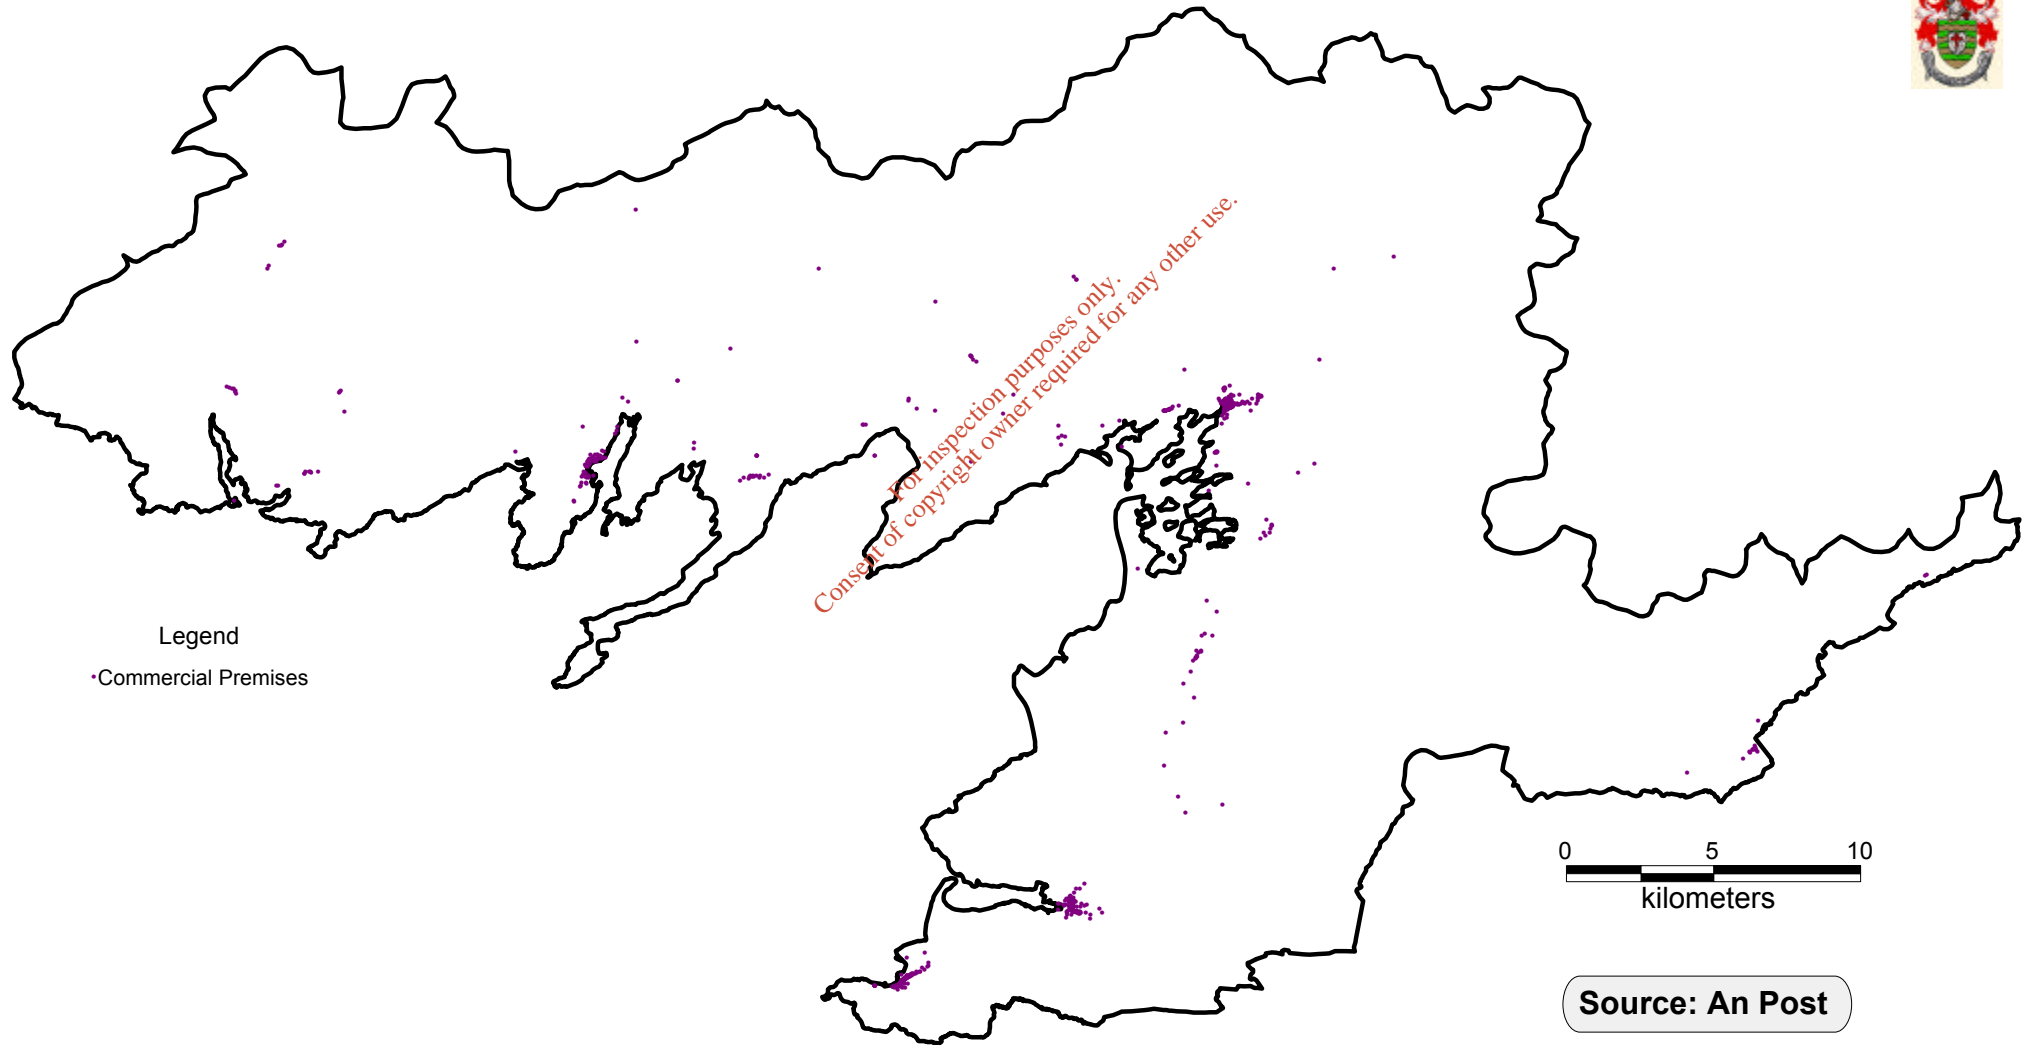 For inspection purposes only.
Consent of copyright owner required for any other use.
Legend
Commercial Premises
0 5 10
kilometers
Source: An Post